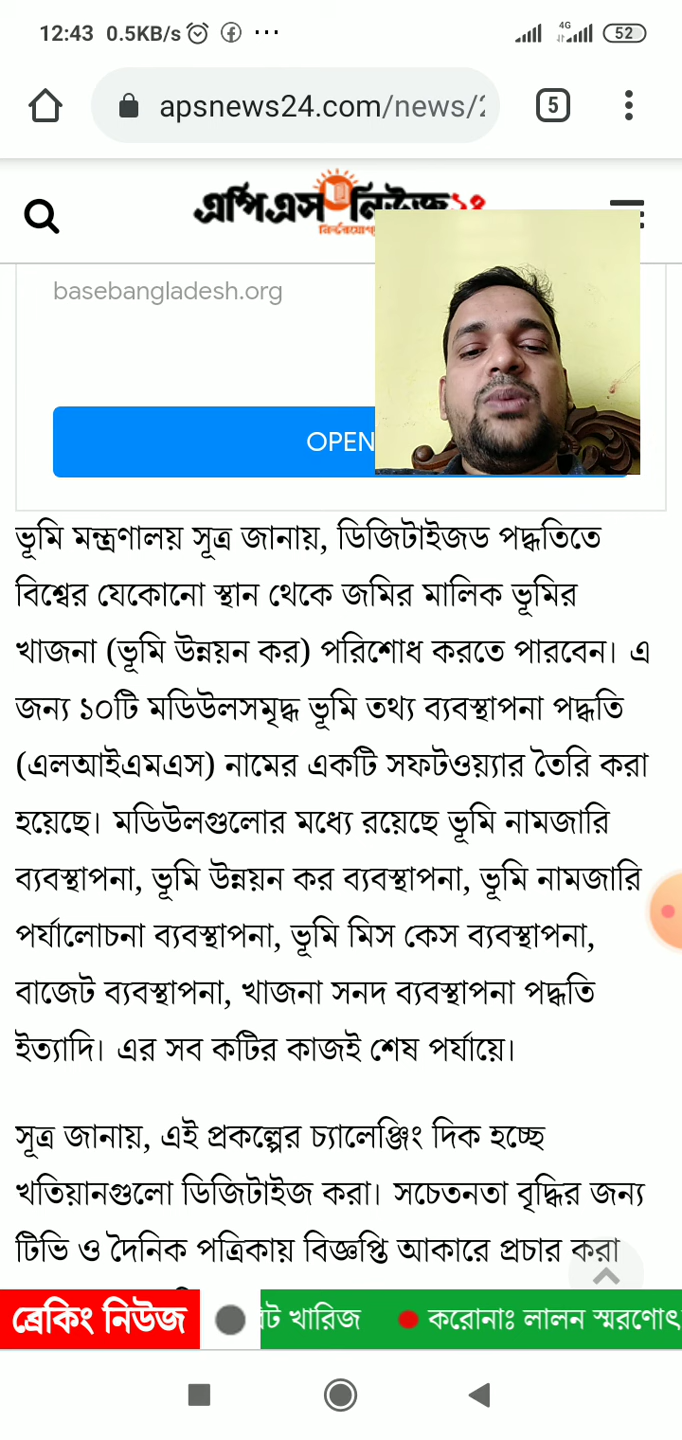 12:43 0.5KB/s ...
4G
52
apsnews24.com/news/2
5
এপিএস নিউজ২৪
basebangladesh.org
OPEN
ভূমি মন্ত্রণালয় সূত্র জানায়, ডিজিটাইজড পদ্ধতিতে
বিশ্বের যেকোনো স্থান থেকে জমির মালিক ভূমির
খাজনা (ভূমি উন্নয়ন কর) পরিশোধ করতে পারবেন। এ
জন্য ১০টি মডিউলসমৃদ্ধ ভূমি তথ্য ব্যবস্থাপনা পদ্ধতি
(এলআইএমএস) নামের একটি সফটওয়্যার তৈরি করা
হয়েছে। মডিউলগুলোর মধ্যে রয়েছে ভূমি নামজারি
ব্যবস্থাপনা, ভূমি উন্নয়ন কর ব্যবস্থাপনা, ভূমি নামজারি
পর্যালোচনা ব্যবস্থাপনা, ভূমি মিস কেস ব্যবস্থাপনা,
বাজেট ব্যবস্থাপনা, খাজনা সনদ ব্যবস্থাপনা পদ্ধতি
ইত্যাদি। এর সব কটির কাজই শেষ পর্যায়ে।
সূত্র জানায়, এই প্রকল্পের চ্যালেঞ্জিং দিক হচ্ছে
খতিয়ানগুলো ডিজিটাইজ করা। সচেতনতা বৃদ্ধির জন্য
টিভি ও দৈনিক পত্রিকায় বিজ্ঞপ্তি আকারে প্রচার করা
ব্রেকিং নিউজ খারিজ করোনাঃ লালন স্মরণোৎ